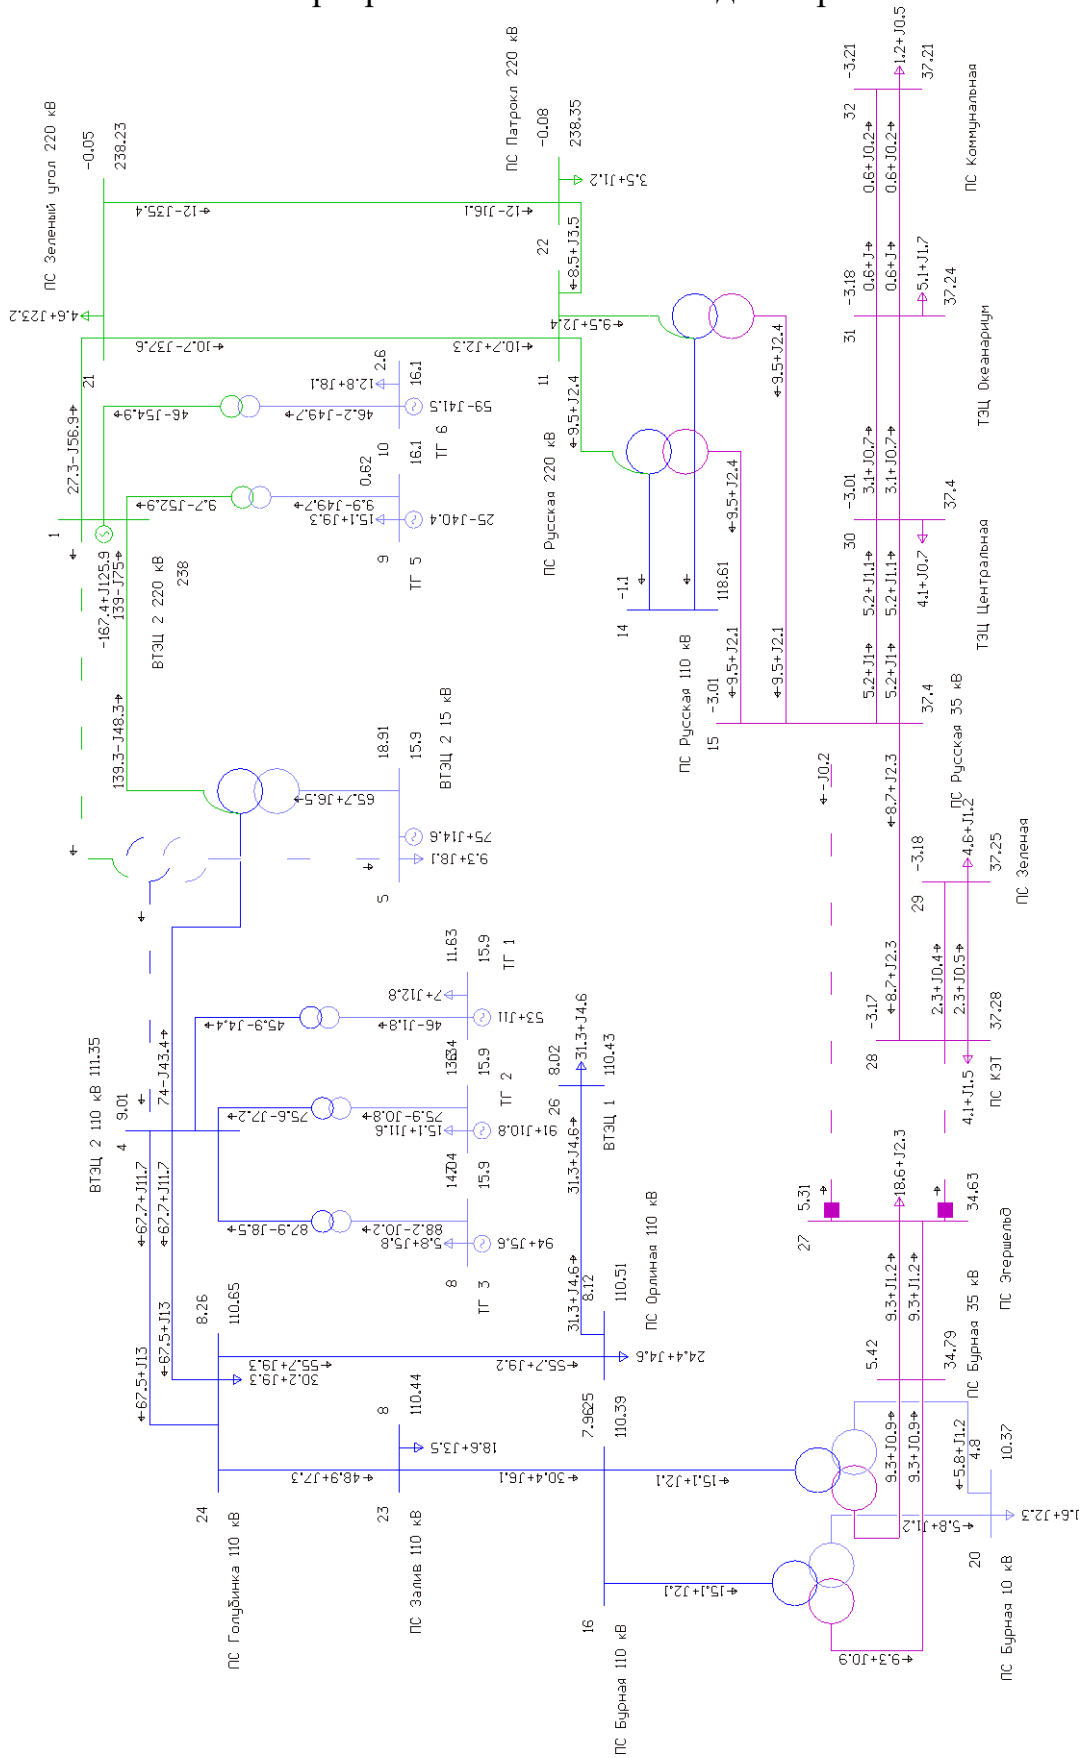 ПС Зеленый угол 220 кВ
-0.05
238.23
4.6+J23.2
21
12-J35.4
10.7-J37.6
27.3-J56.9
ПС Патрокл 220 кВ
-0.08
238.35
3.5+J1.2
22
12-J16.1
8.5+J3.5
9.5+J2.4
10.7+J2.3
11
9.5+J2.4
ПС Русская 220 кВ
1
-167.4+J125.9
139-J75
ВТЭЦ 2 220 кВ
238
139.3-J48.3
46-J54.9
46.2-J49.7
2.6
12.8+J8.1
16.1
59-J41.5
10
ТГ 6
9.7-J52.9
9.9-J49.7
0.62
15.1+J9.3
16.1
25-J40.4
9
ТГ 5
18.91
15.9
ВТЭЦ 2 15 кВ
65.7+J6.5
75+J14.6
9.3+J8.1
5
9.5+J2.4
9.5+J2.4
-1.1
118.61
14
ПС Русская 110 кВ
-3.01
15
9.5+J2.1
9.5+J2.1
37.4
ПС Русская 35 кВ
5.2+J1
5.2+J1
5.2+J1.1
5.2+J1.1
-3.01
30
4.1+J0.7
37.4
ТЭЦ Центральная
3.1+J0.7
3.1+J0.7
-3.18
31
5.1+J1.7
37.24
ТЭЦ Океанариум
0.6+J
0.6+J
0.6+J0.2
0.6+J0.2
-3.21
32
1.2+J0.5
37.21
ПС Коммунальная
-J0.2
8.7+J2.3
8.7+J2.3
-3.17
28
37.28
4.1+J1.5
ПС КЭТ
2.3+J0.4
2.3+J0.5
-3.18
29
4.6+J1.2
37.25
ПС Зеленая
ВТЭЦ 2 110 кВ
111.35
9.01
4
74-J43.4
67.7+J11.7
67.7+J11.7
67.5+J13
67.5+J13
45.9-J4.4
46-J1.8
11.63
7+J12.8
15.9
53+J11
ТГ 1
75.6-J7.2
75.9-J0.8
15.1+J11.6
15.9
91+J10.8
ТГ 2
87.9-J8.5
88.2-J0.2
14.04
5.8+J5.8
15.9
94+J5.6
8
ТГ 3
8.26
110.65
30.2+J9.3
24
ПС Голубинка 110 кВ
55.7+J9.3
55.7+J9.2
8.12
110.51
24.4+J4.6
ПС Орлиная 110 кВ
31.3+J4.6
31.3+J4.6
8.02
26
31.3+J4.6
110.43
ВТЭЦ 1
48.9+J7.3
8
110.44
18.6+J3.5
23
ПС Залив 110 кВ
30.4+J6.1
7.96
25
110.39
16
ПС Бурная 110 кВ
15.1+J2.1
15.1+J2.1
9.3+J0.9
9.3+J0.9
9.3+J0.9
5.42
34.79
ПС Бурная 35 кВ
9.3+J1.2
9.3+J1.2
5.31
27
18.6+J2.3
34.63
ПС Эгершельд
5.8+J1.2
5.8+J1.2
4.8
10.37
20
1.6+J2.3
ПС Бурная 10 кВ